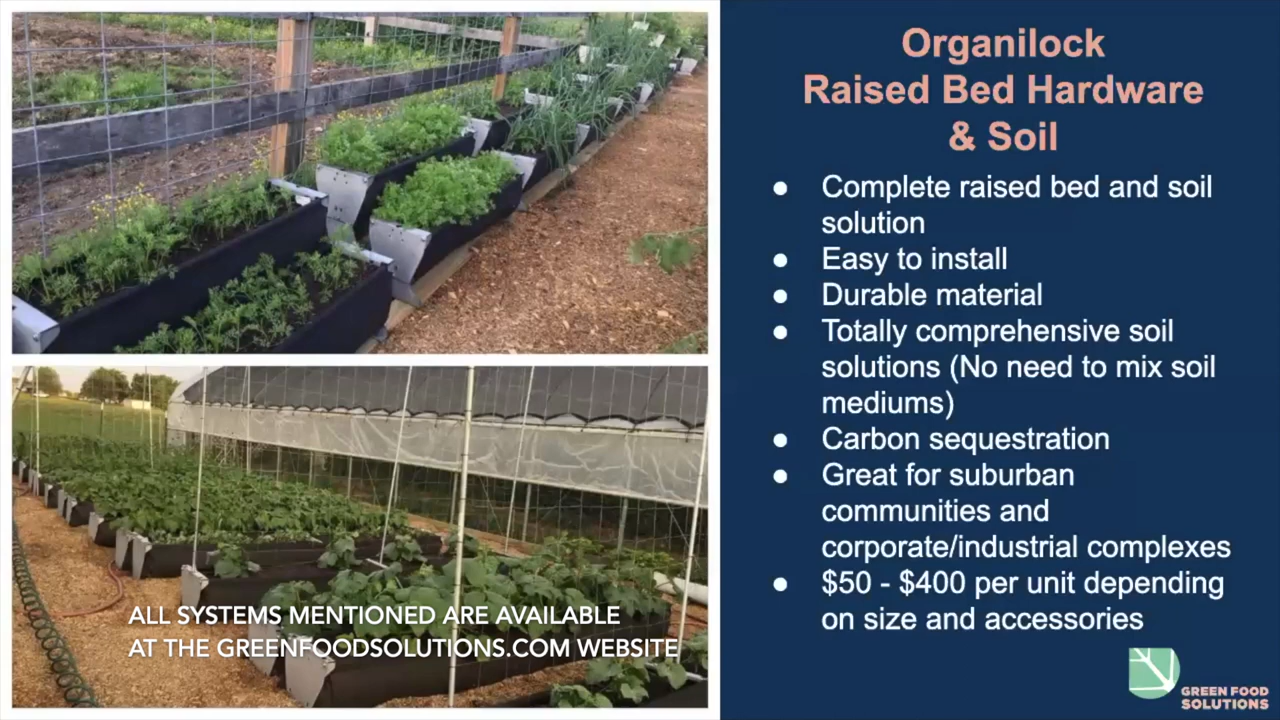 Organilock
Raised Bed Hardware
& Soil
● Complete raised bed and soil
solution
● Easy to install
● Durable material
● Totally comprehensive soil
solutions (No need to mix soil
mediums)
● Carbon sequestration
● Great for suburban
communities and
corporate/industrial complexes
● $50 - $400 per unit depending
on size and accessories
ALL SYSTEMS MENTIONED ARE AVAILABLE
AT THE GREENFOODSOLUTIONS.COM WEBSITE
GREEN FOOD
SOLUTIONS